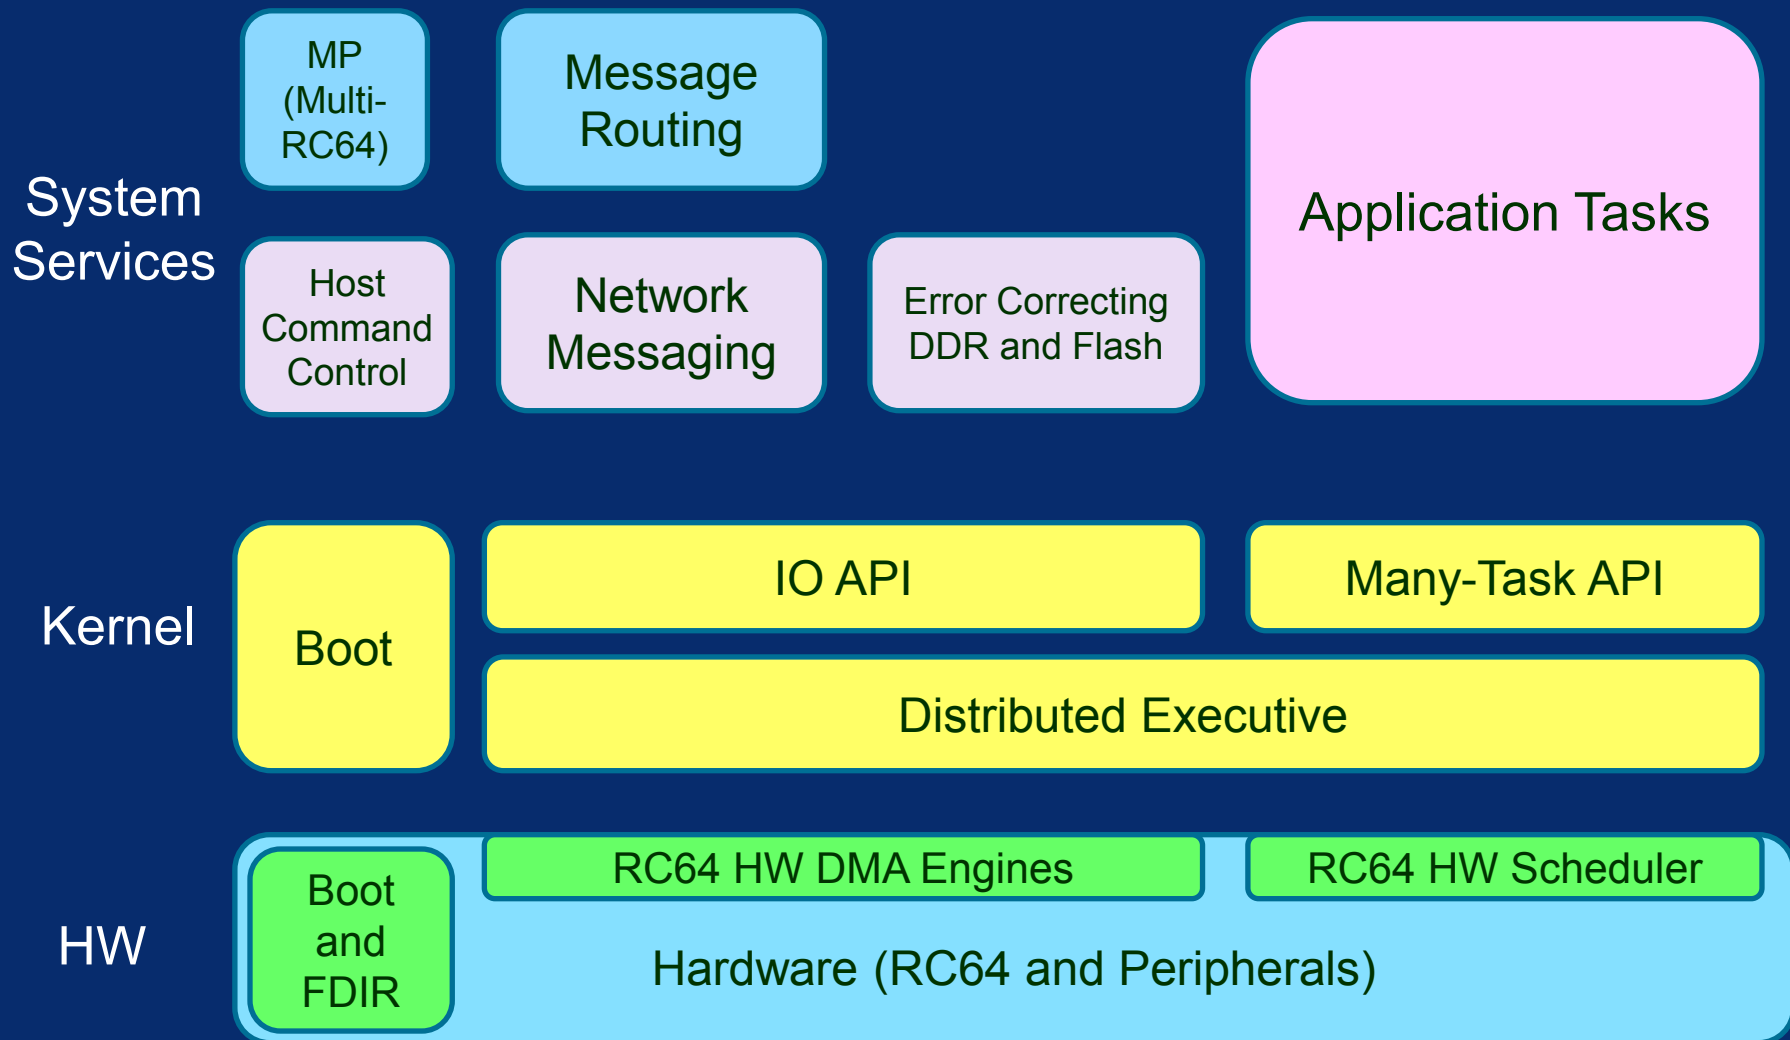 System
Services
MP
(Multi-
RC64)
Message
Routing
Host
Command
Control
Network
Messaging
Error Correcting
DDR and Flash
Application Tasks
Kernel
Boot
IO API
Many-Task API
Distributed Executive
HW
Boot
and
FDIR
RC64 HW DMA Engines
RC64 HW Scheduler
Hardware (RC64 and Peripherals)